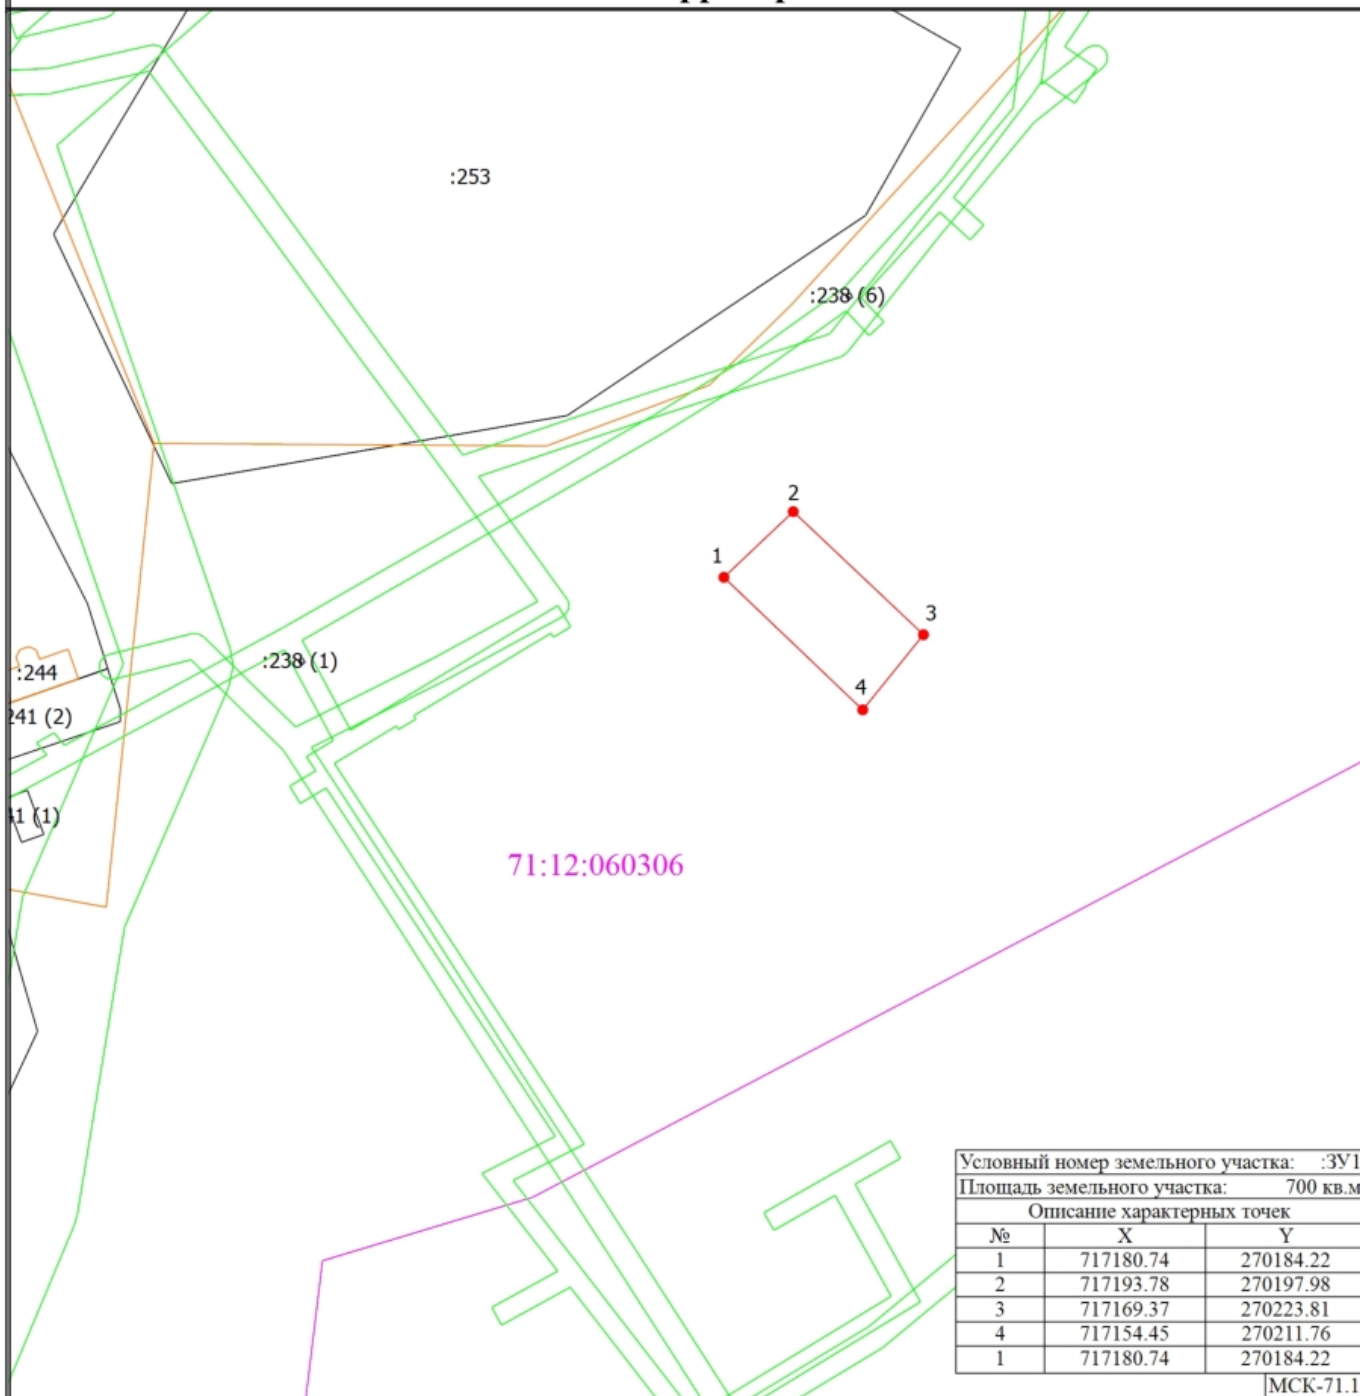 :253
:238 (6)
2
1
3
:238 (1)
:244
4
241 (2)
41 (1)
71:12:060306
Условный номер земельного участка: :ЗУ1
Площадь земельного участка: 700 кв.м
Описание характерных точек
№ X Y
1 717180.74 270184.22
2 717193.78 270197.98
3 717169.37 270223.81
4 717154.45 270211.76
1 717180.74 270184.22
МСК-71.1